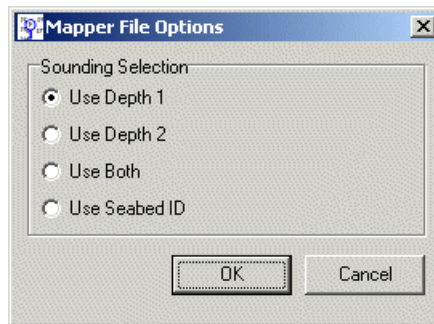 Mapper File Options
Sounding Selection
Use Depth 1
Use Depth 2
Use Both
Use Seabed ID
OK Cancel